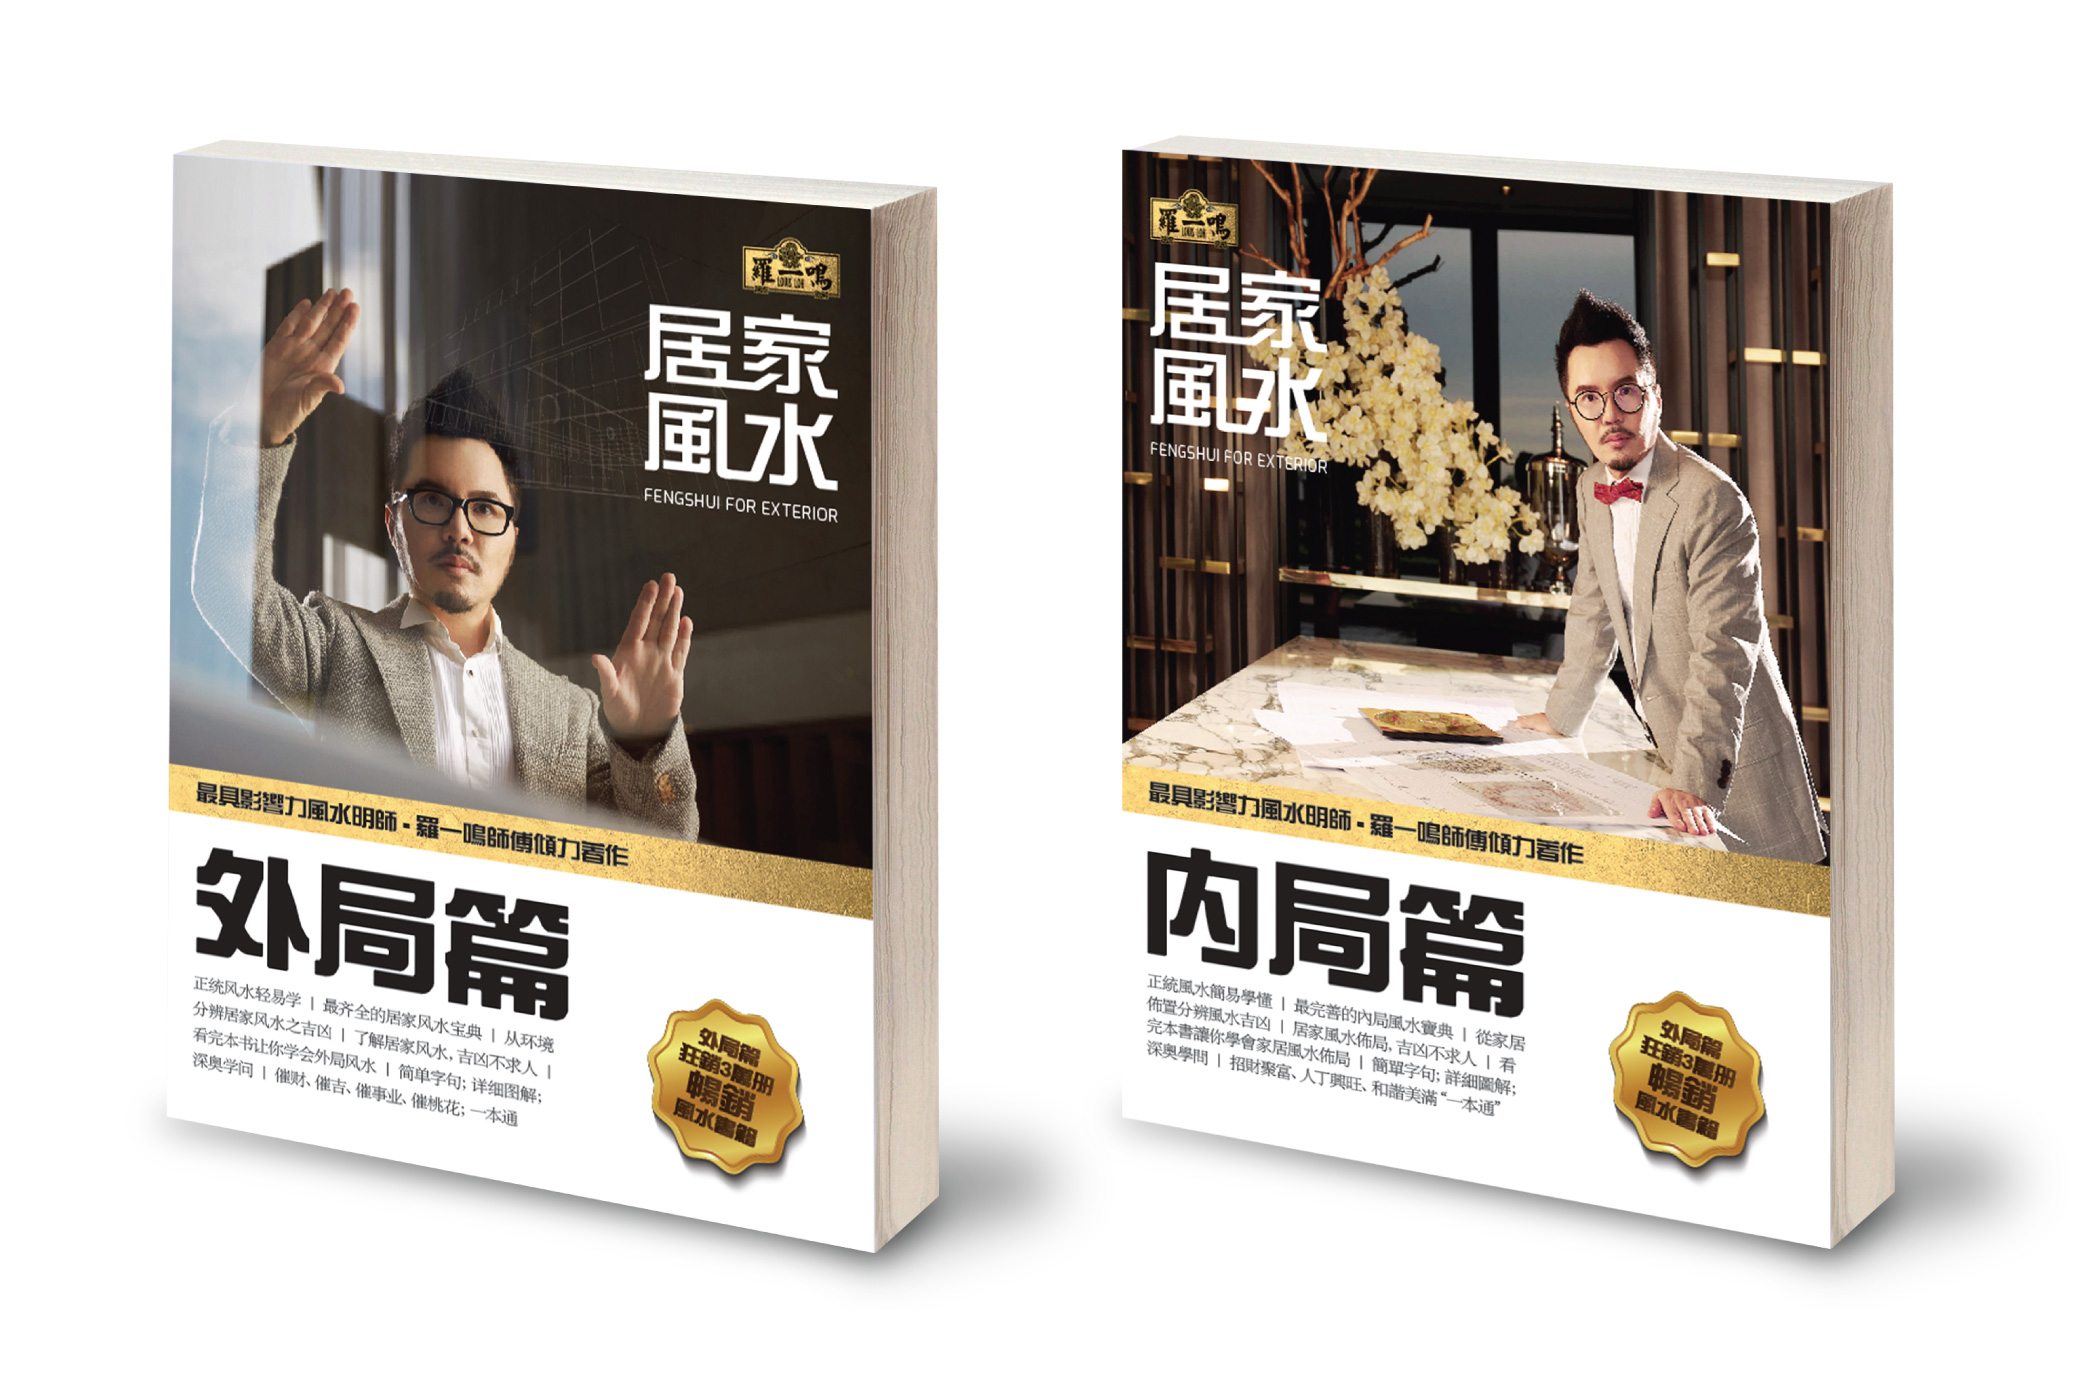 羅一鳴
LOUIS LOH
居家
風水
FENGSHUI FOR EXTERIOR
最具影響力風水明師·羅一鳴師傅傾力著作
外局篇
正统风水轻易学 | 最齐全的居家风水宝典 | 从环境
分辨居家风水之吉凶 | 了解居家风水, 吉凶不求人 |
看完本书让你学会外局风水 | 简单字句; 详细图解;
深奥学问 | 催财、催吉、催事业、催桃花; 一本通
外局篇
狂銷3萬册
暢銷
風水書籍
羅一鳴
LOUIS LOH
居家
風水
FENGSHUI FOR EXTERIOR
最具影響力風水明師·羅一鳴師傅傾力著作
内局篇
正統風水簡易學懂 | 最完善的內局風水寶典 | 從家居
佈置分辨風水吉凶 | 居家風水佈局, 吉凶不求人 | 看
完本書讓你學會家居風水佈局 | 簡單字句; 詳細圖解;
深奧學問 | 招財聚富、人丁興旺、和諧美滿 “一本通”
外局篇
狂銷3萬册
暢銷
風水書籍